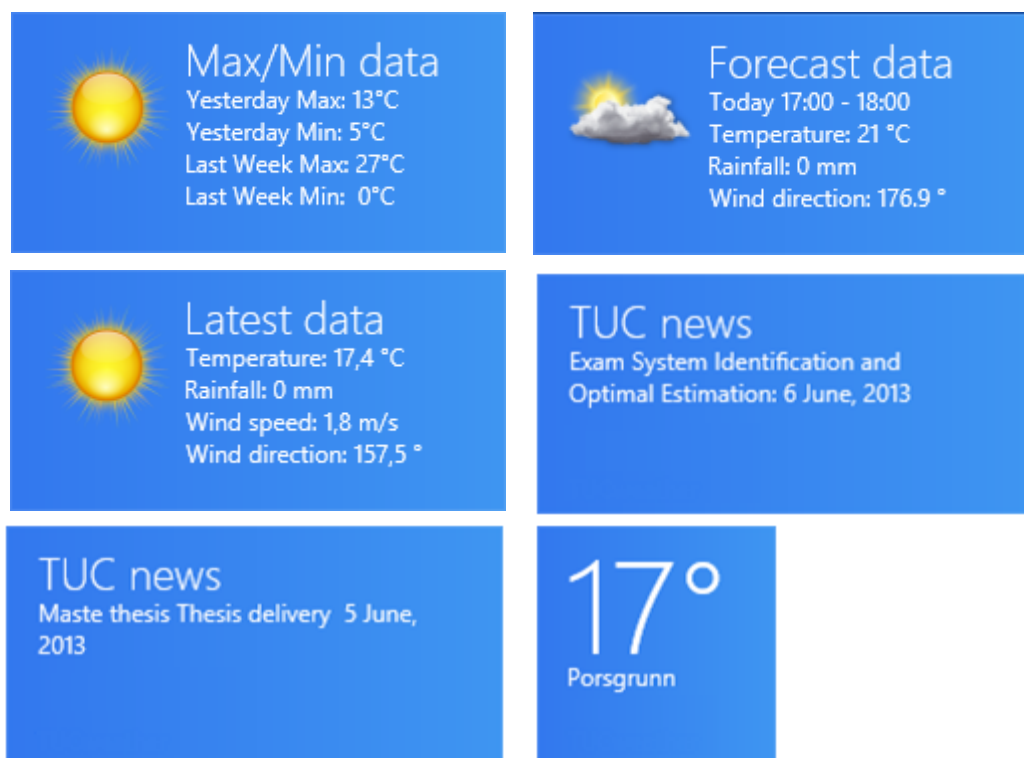 Max/Min data
Yesterday Max: 13°C
Yesterday Min: 5°C
Last Week Max: 27°C
Last Week Min:  0°C
Forecast data
Today 17:00 - 18:00
Temperature: 21 °C
Rainfall: 0 mm
Wind direction: 176.9 °
Latest data
Temperature: 17,4 °C
Rainfall: 0 mm
Wind speed: 1,8 m/s
Wind direction: 157,5 °
TUC news
Exam System Identification and
Optimal Estimation: 6 June, 2013
TUC news
Maste thesis Thesis delivery  5 June,
2013
17°
Porsgrunn